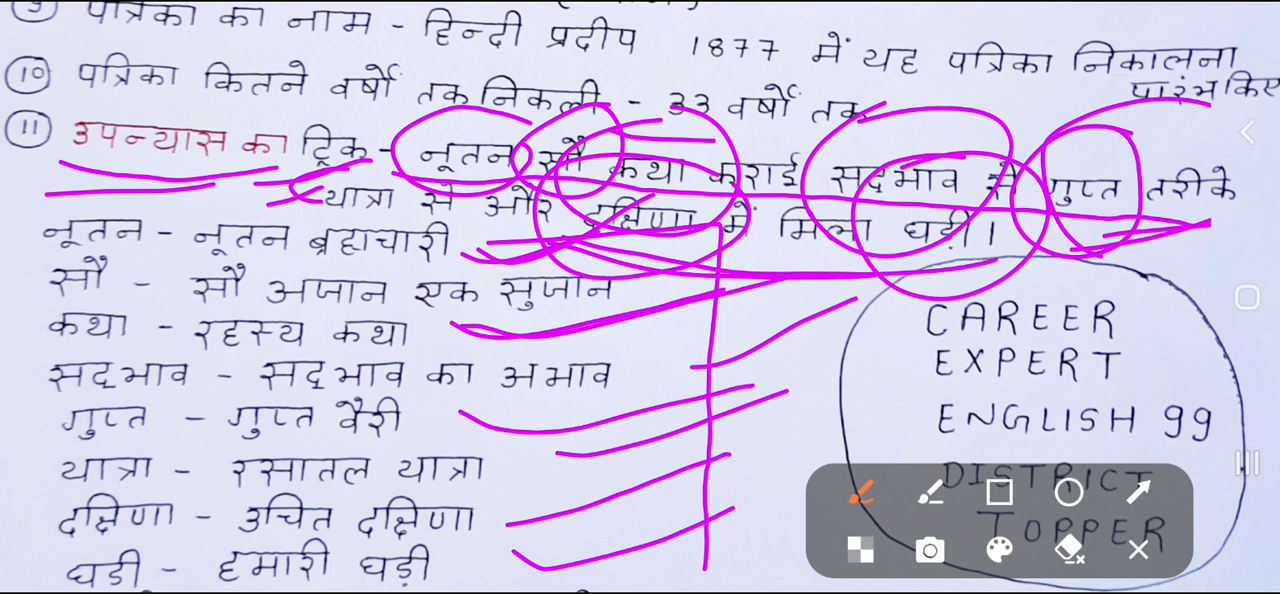 9 पत्रिका का नाम - हिन्दी प्रदीप 1877 में यह पत्रिका निकालना
प्रारंभ किए
10 पत्रिका कितने वर्षों तक निकली - 33 वर्षों तक
11 उपन्यास का ट्रिक - नूतन सौ कथा कराई सद्भाव से गुप्त तरीके
यात्रा से और दक्षिणा में मिला घड़ी।
नूतन - नूतन ब्रह्मचारी
सौ - सौ अजान एक सुजान
कथा - रहस्य कथा
सद्भाव - सद्भाव का अभाव
गुप्त - गुप्त वैरी
यात्रा - रसातल यात्रा
दक्षिणा - उचित दक्षिणा
घडी - हमारी घड़ी
CAREER
EXPERT
ENGLISH 99
DISTRICT
TOPPER